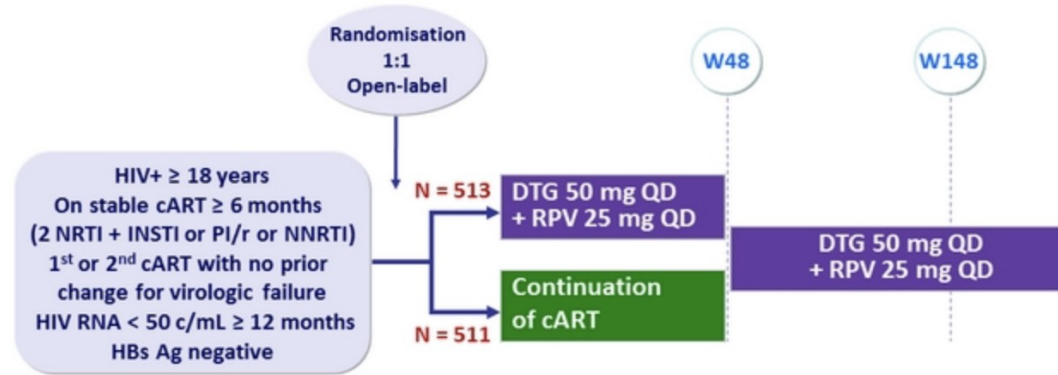 Randomisation
1:1
Open-label
W48
W148
HIV+ ≥ 18 years
On stable cART ≥ 6 months
(2 NRTI + INSTI or PI/r or NNRTI)
1st or 2nd cART with no prior
change for virologic failure
HIV RNA < 50 c/mL ≥ 12 months
HBs Ag negative
N = 513
DTG 50 mg QD
+ RPV 25 mg QD
N = 511
Continuation
of cART
DTG 50 mg QD
+ RPV 25 mg QD